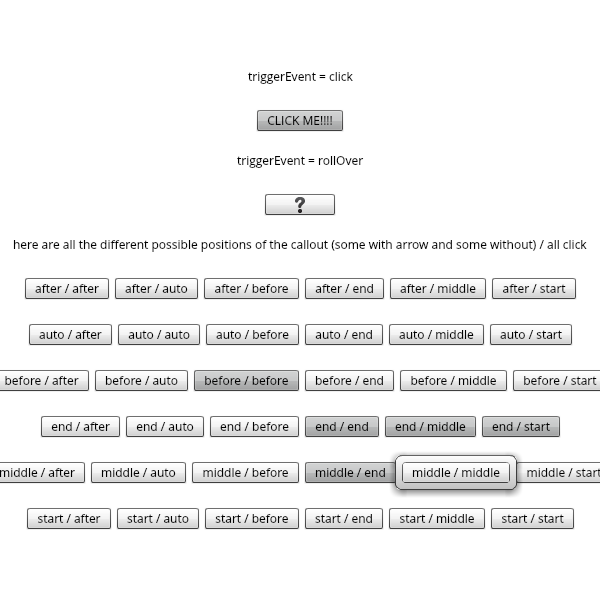 triggerEvent = click
CLICK ME!!!!
triggerEvent = rollOver
?
here are all the different possible positions of the callout (some with arrow and some without) / all click
after / after after / auto after / before after / end after / middle after / start
auto / after auto / auto auto / before auto / end auto / middle auto / start
before / after before / auto before / before before / end before / middle before / start
end / after end / auto end / before end / end end / middle end / start
middle / after middle / auto middle / before middle / end middle / middle middle / start
start / after start / auto start / before start / end start / middle start / start